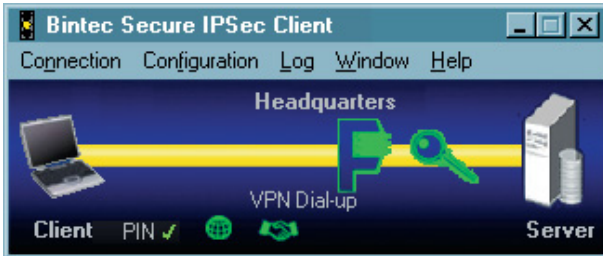 Bintec Secure IPSec Client
Connection Configuration Log Window Help
Headquarters
VPN Dial-up
Client PIN ✓ Server